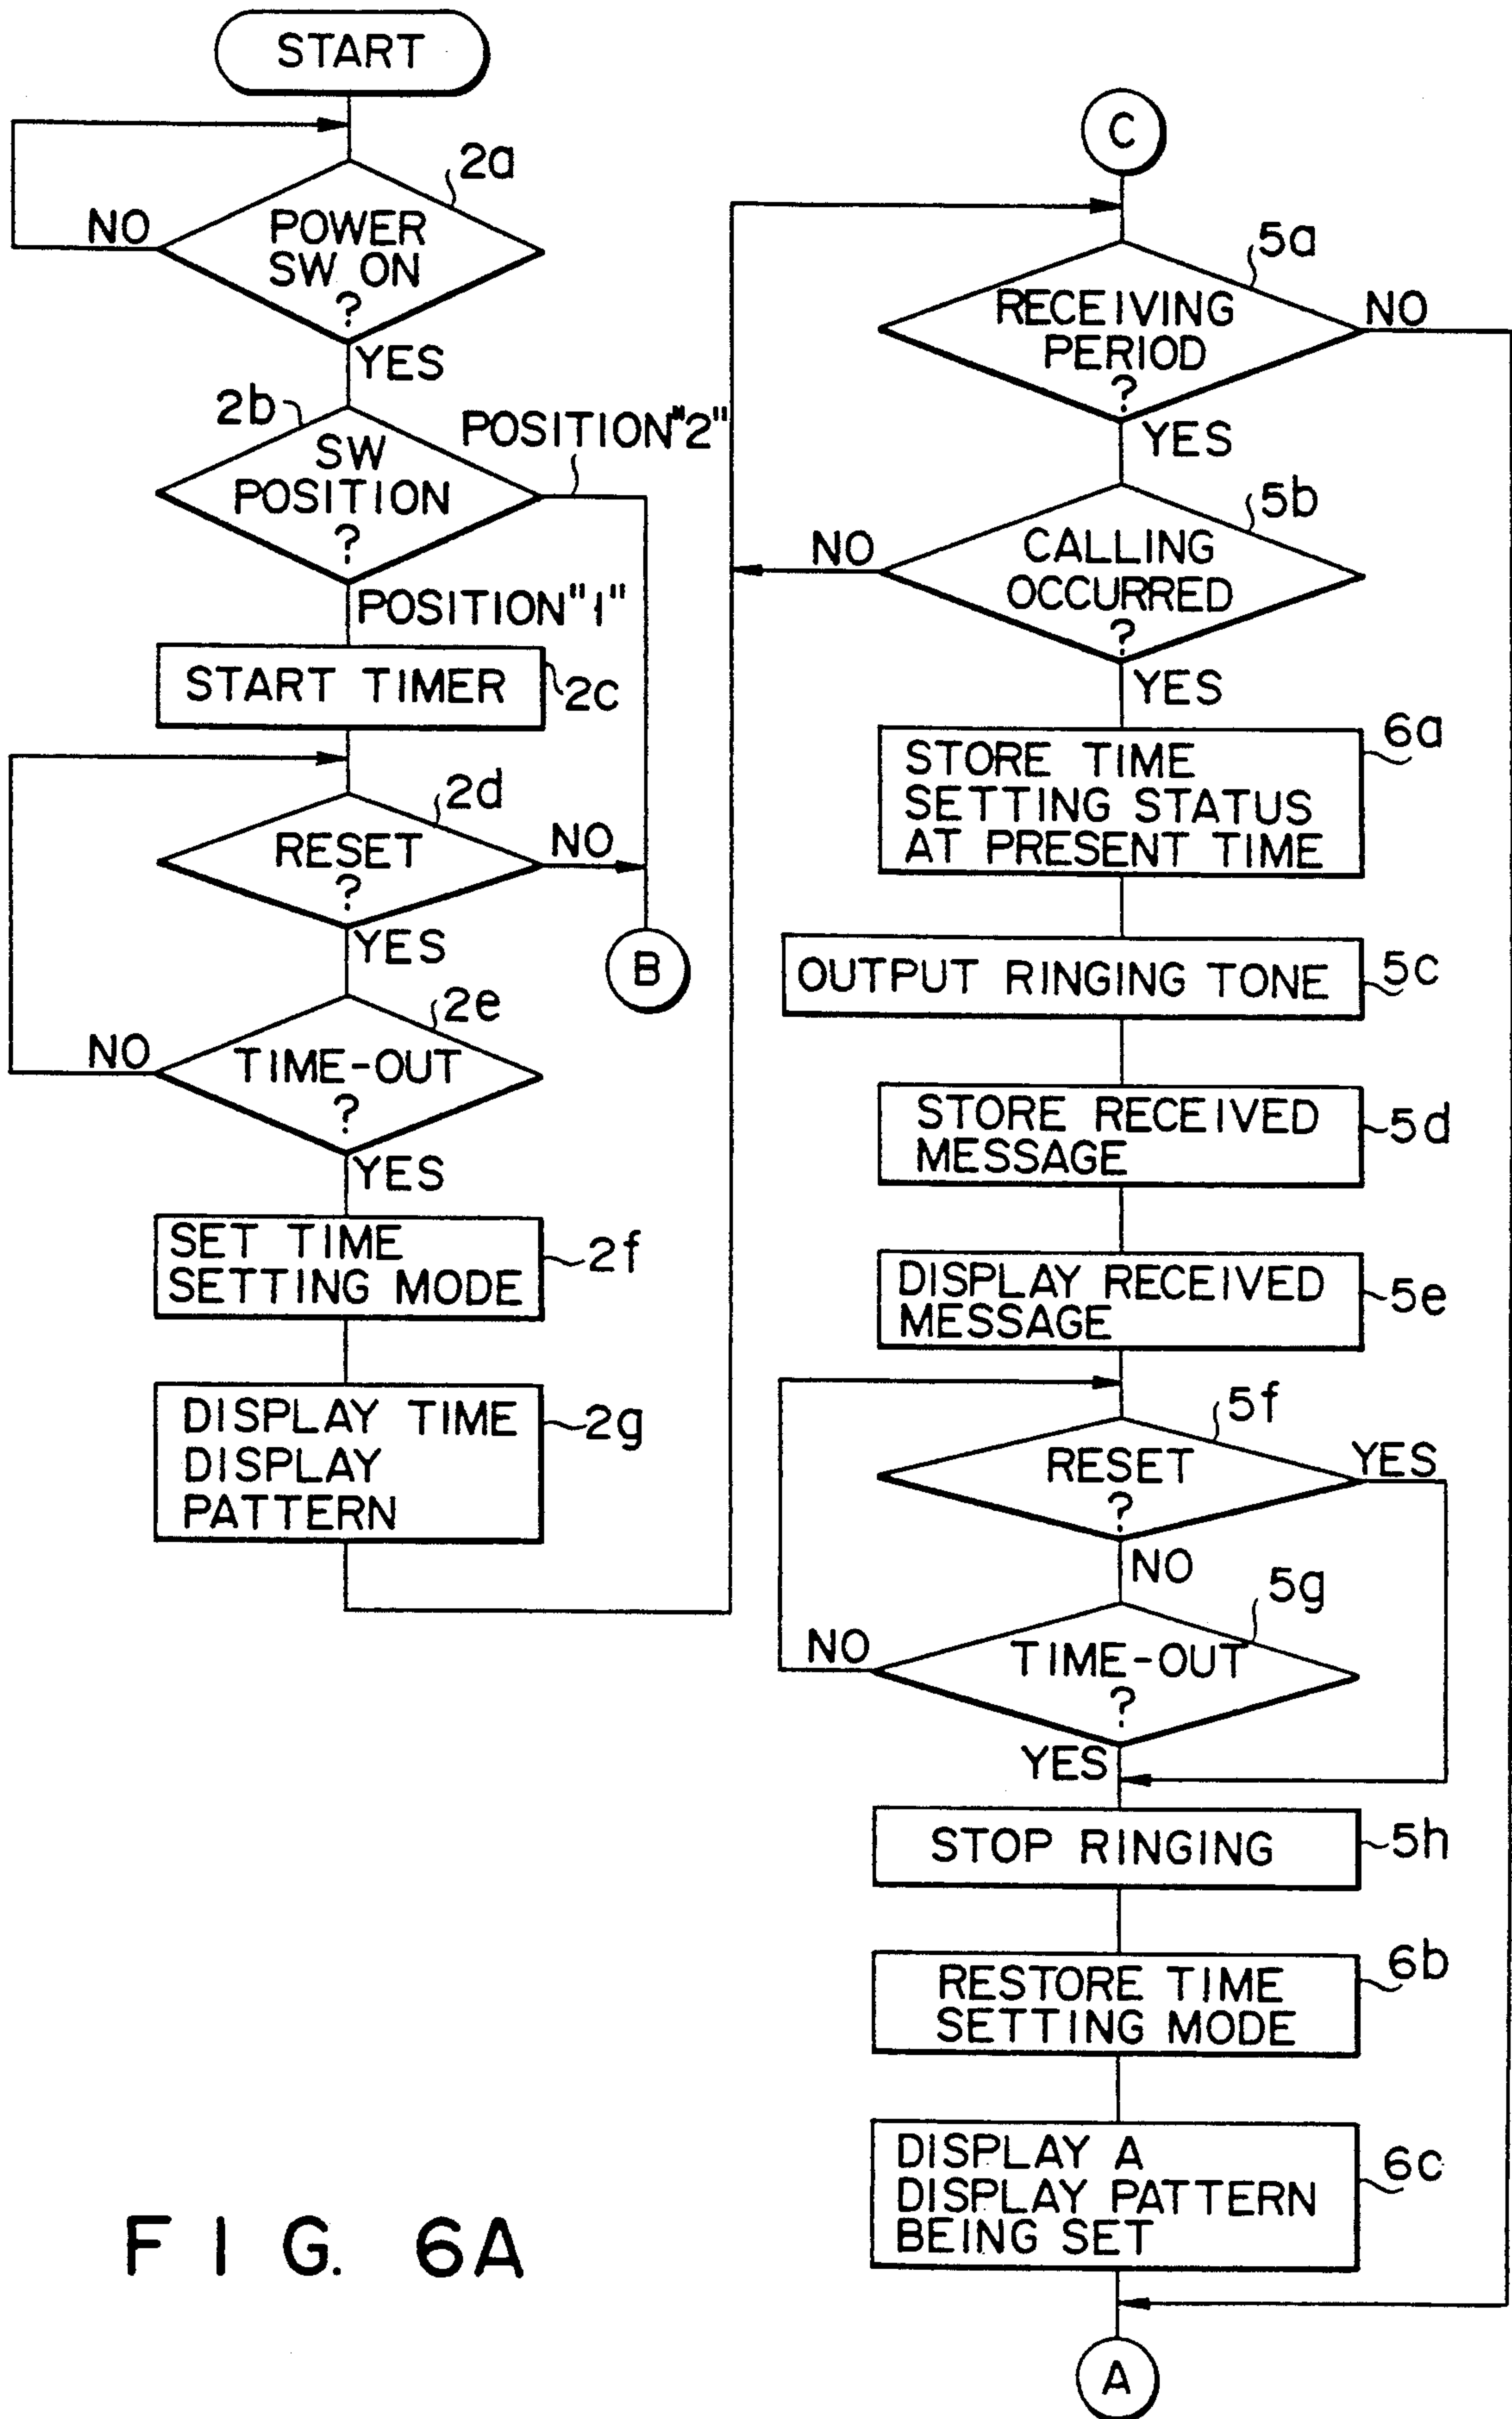 START
2a
NO
POWER
SW ON
?
YES
2b
POSITION"2"
SW
POSITION
?
POSITION"1"
START TIMER
2c
2d
RESET
?
NO
YES
B
2e
NO
TIME-OUT
?
YES
SET TIME
SETTING MODE
2f
DISPLAY TIME
DISPLAY
PATTERN
2g
C
5a
RECEIVING
PERIOD
?
NO
YES
5b
NO
CALLING
OCCURRED
?
YES
6a
STORE TIME
SETTING STATUS
AT PRESENT TIME
OUTPUT RINGING TONE
5c
STORE RECEIVED
MESSAGE
5d
DISPLAY RECEIVED
MESSAGE
5e
5f
RESET
?
YES
NO
5g
NO
TIME-OUT
?
YES
STOP RINGING
5h
RESTORE TIME
SETTING MODE
6b
DISPLAY A
DISPLAY PATTERN
BEING SET
6c
A
FIG. 6A